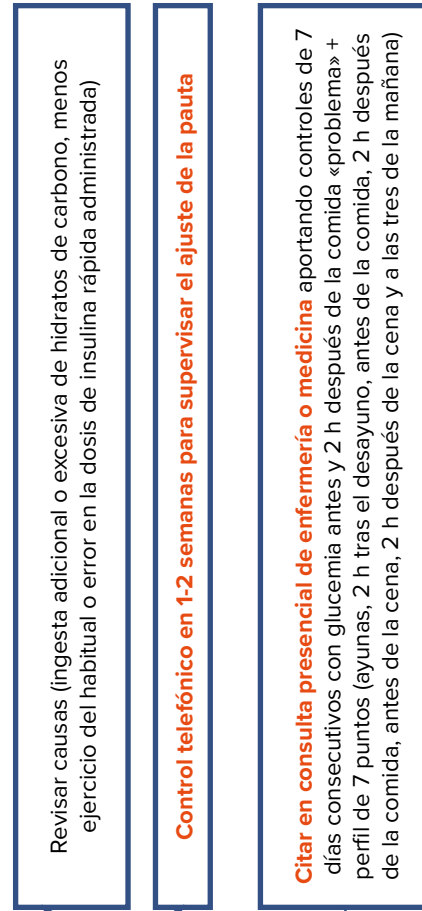 Revisar causas (ingesta adicional o excesiva de hidratos de carbono, menos
ejercicio del habitual o error en la dosis de insulina rápida administrada)
Control telefónico en 1-2 semanas para supervisar el ajuste de la pauta
Citar en consulta presencial de enfermería o medicina aportando controles de 7
días consecutivos con glucemia antes y 2 h después de la comida «problema» +
perfil de 7 puntos (ayunas, 2 h tras el desayuno, antes de la comida, 2 h después
de la comida, antes de la cena, 2 h después de la cena y a las tres de la mañana)